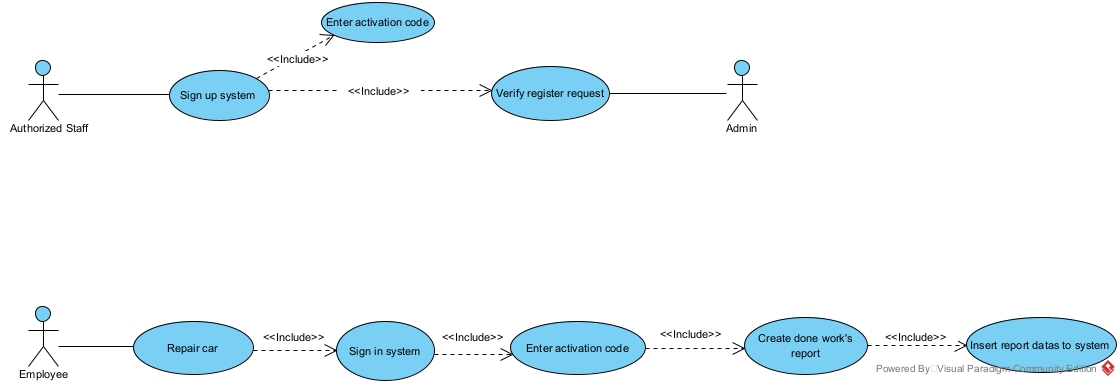 Enter activation code
<<Include>>
Sign up system
<<Include>>
Verify register request
Authorized Staff
Admin
Repair car
<<Include>>
Sign in system
<<Include>>
Enter activation code
<<Include>>
Create done work's
report
<<Include>>
Insert report datas to system
Employee
Powered By Visual Paradigm Community Edition